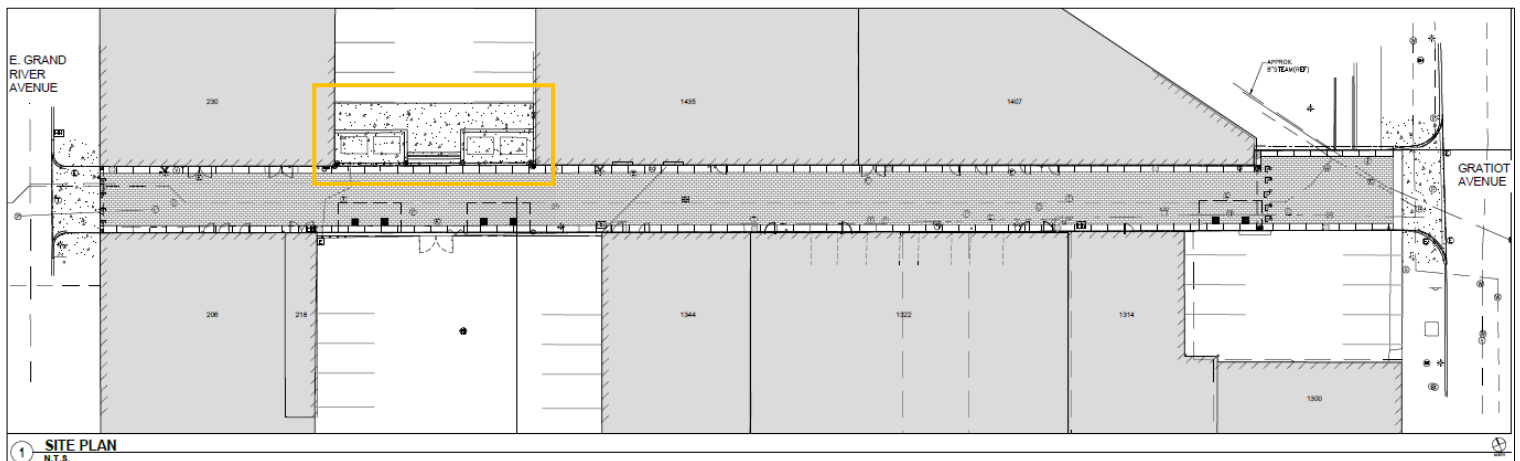 E. GRAND
RIVER
AVENUE
230
1435
1407
APPROX.
8"STEAM(REF)
GRATIOT
AVENUE
206
218
1344
1322
1314
1300
1
SITE PLAN
N.T.S.
NORTH